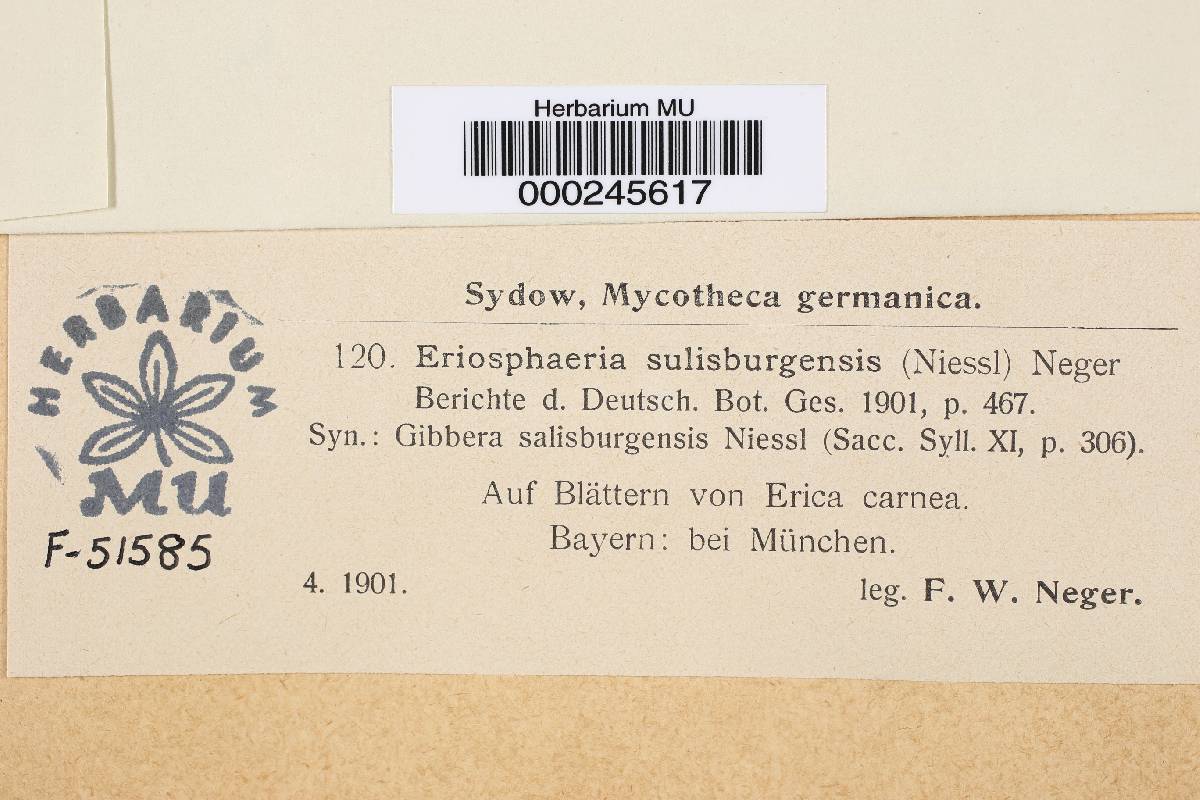 Herbarium MU
000245617
Sydow, Mycotheca germanica.
120. Eriosphaeria sulisburgensis (Niessl) Neger
Berichte d. Deutsch. Bot. Ges. 1901, p. 467.
Syn.: Gibbera salisburgensis Niessl (Sacc. Syll. XI, p. 306).
Auf Blättern von Erica carnea.
Bayern: bei München.
4. 1901.
leg. F. W. Neger.
HERBARIUM
MU
F-51585